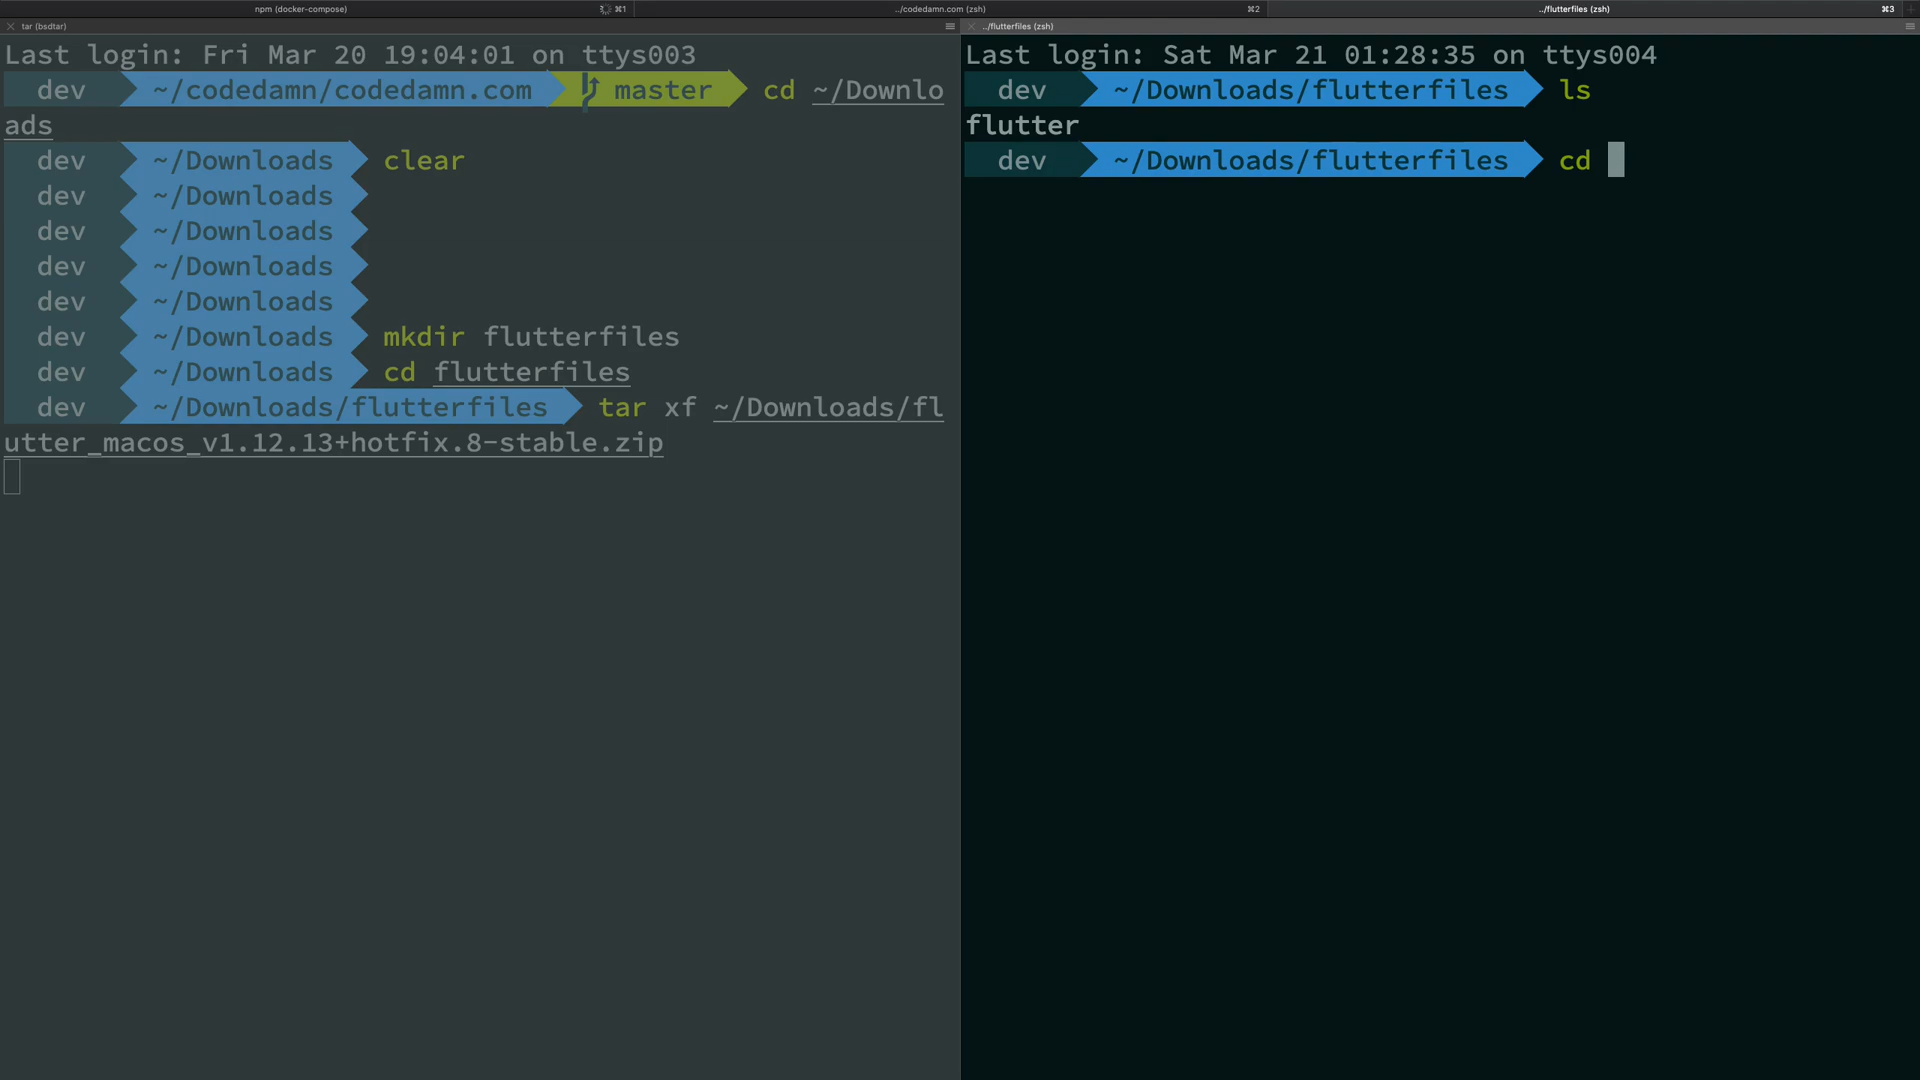 npm (docker-compose) ⌘1 ../codedamn.com (zsh) ⌘2 ../flutterfiles (zsh) ⌘3
tar (bsdtar)
Last login: Fri Mar 20 19:04:01 on ttys003
dev ~/codedamn/codedamn.com master cd ~/Downlo
ads
dev ~/Downloads clear
dev ~/Downloads
dev ~/Downloads
dev ~/Downloads
dev ~/Downloads
dev ~/Downloads mkdir flutterfiles
dev ~/Downloads cd flutterfiles
dev ~/Downloads/flutterfiles tar xf ~/Downloads/fl
utter_macos_v1.12.13+hotfix.8-stable.zip
../flutterfiles (zsh)
Last login: Sat Mar 21 01:28:35 on ttys004
dev ~/Downloads/flutterfiles ls
flutter
dev ~/Downloads/flutterfiles cd